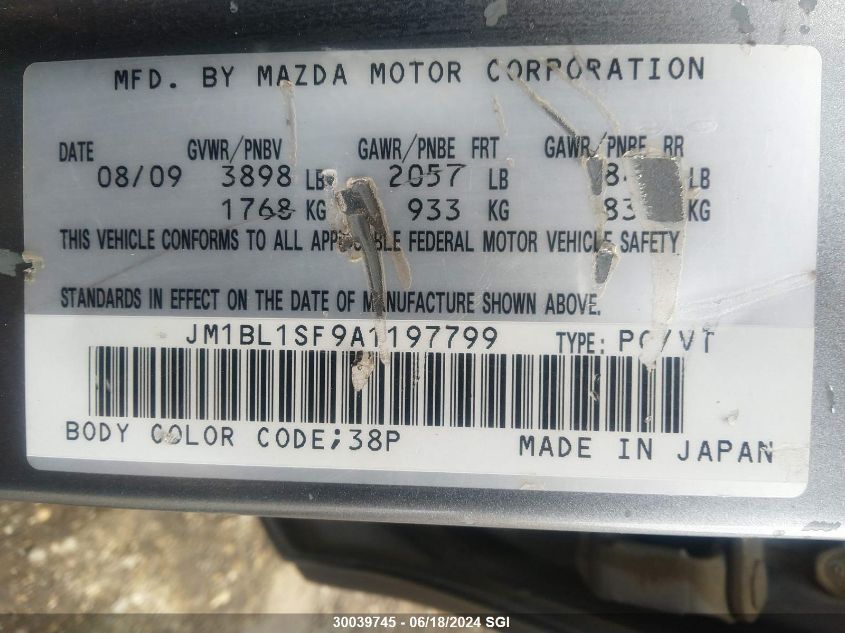 MFD. BY MAZDA MOTOR CORPORATION
DATE GVWR/PNBV GAWR/PNBE FRT GAWR/PNBE RR
08/09 3898 LB 2057 LB LB
1768 KG 933 KG KG
THIS VEHICLE CONFORMS TO ALL APPLICABLE FEDERAL MOTOR VEHICLE SAFETY
STANDARDS IN EFFECT ON THE DATE OF MANUFACTURE SHOWN ABOVE.
JM1BL1SF9A1197799 TYPE: PC/VT
BODY COLOR CODE;38P MADE IN JAPAN
30039745 - 06/18/2024 SGI